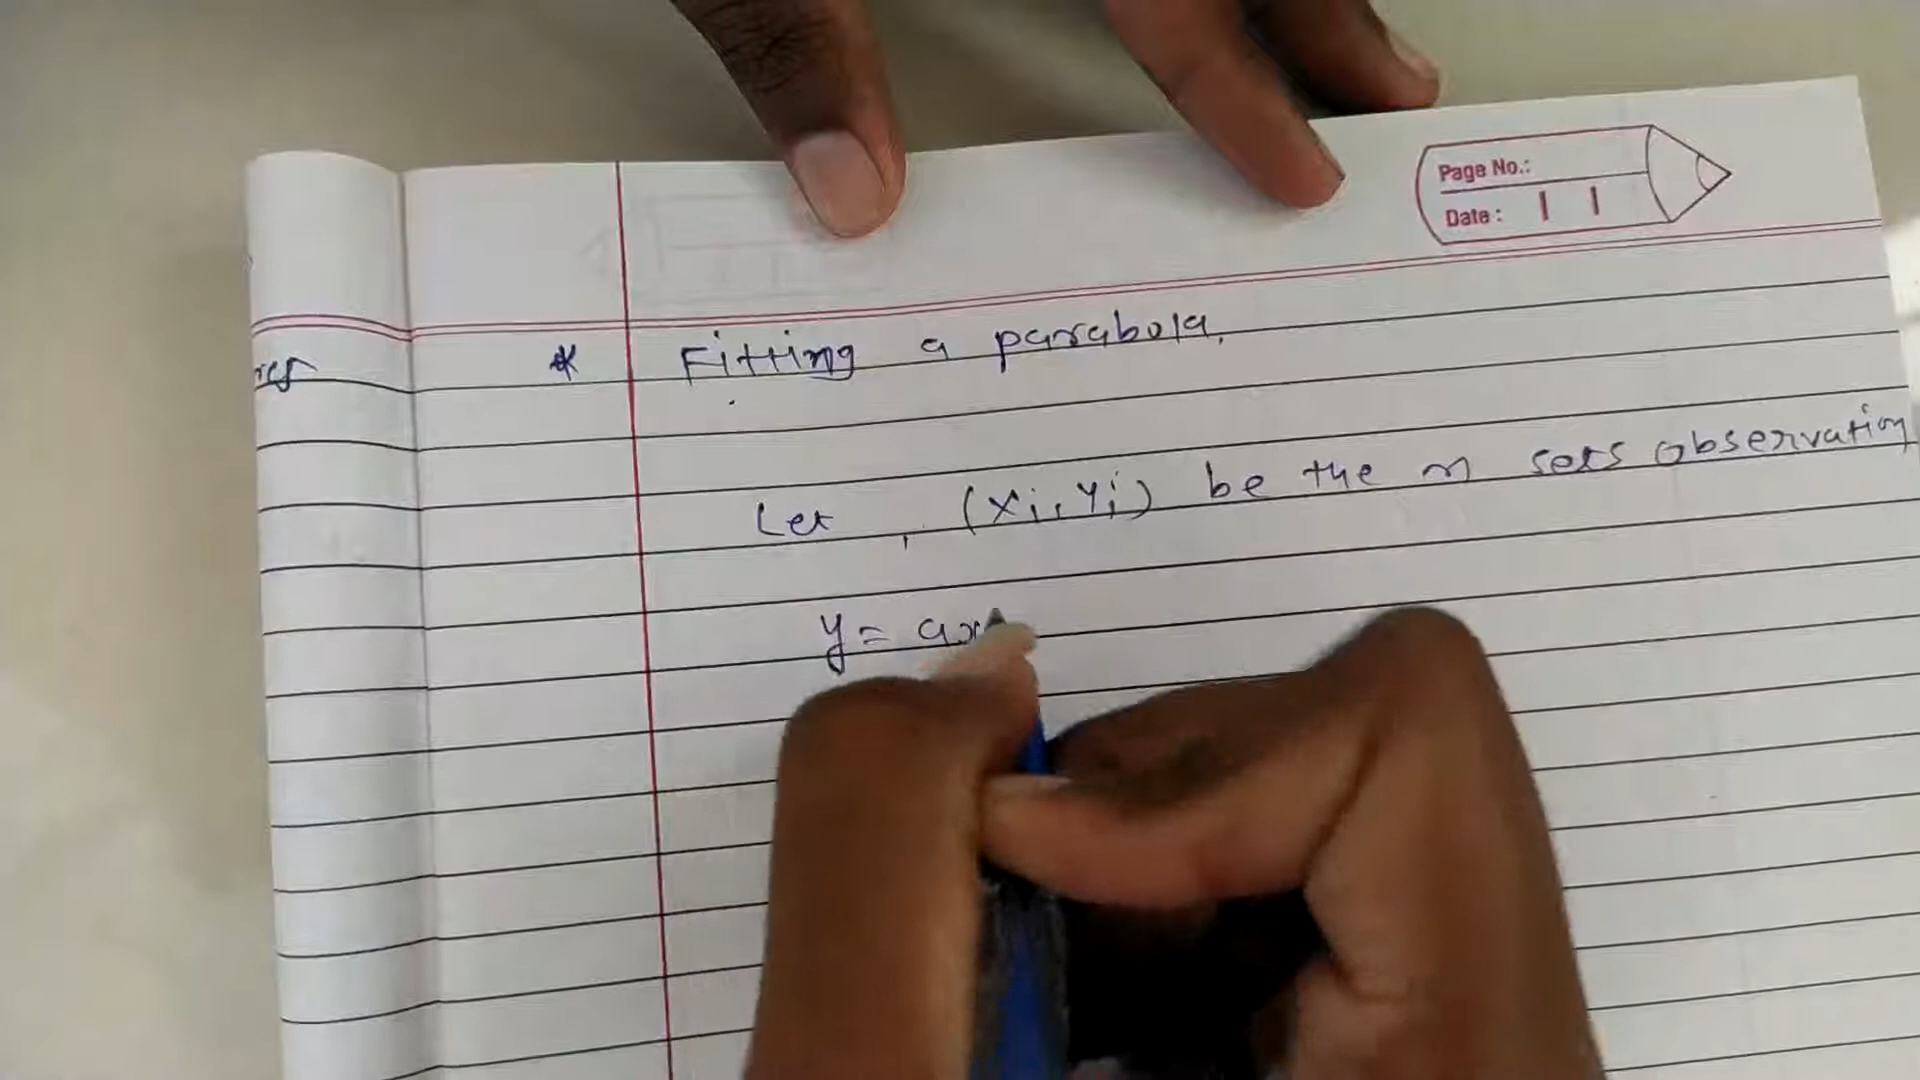 Page No.:
Date :
* Fitting a parabola.
Let , (xi, yi) be the n sets observation
y = ax